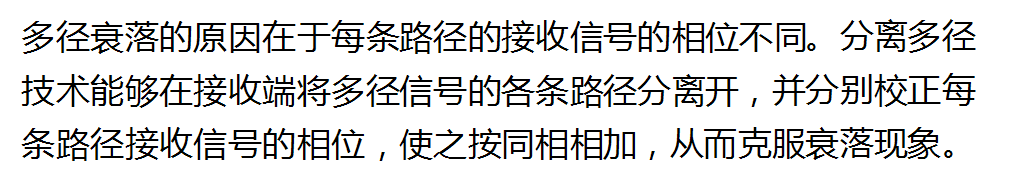 多径衰落的原因在于每条路径的接收信号的相位不同。分离多径
技术能够在接收端将多径信号的各条路径分离开，并分别校正每
条路径接收信号的相位，使之按同相相加，从而克服衰落现象。